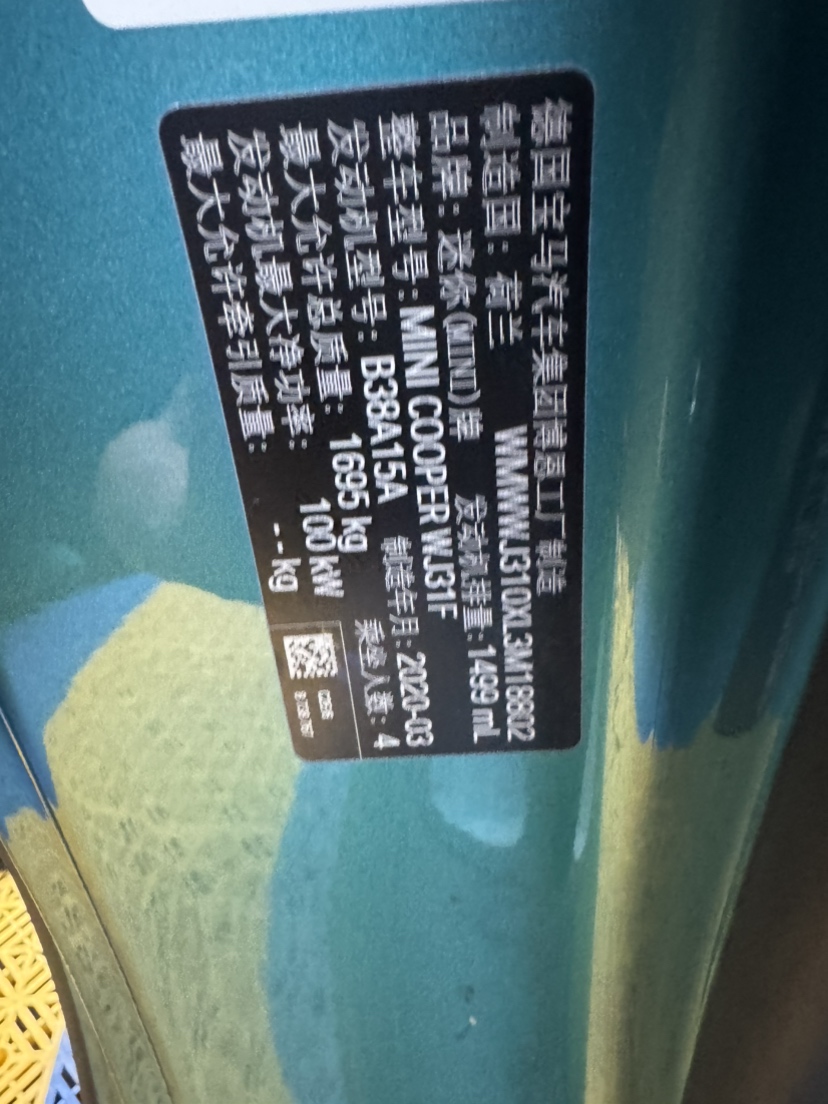 德国宝马汽车集团博恩工厂制造
制造国：荷兰 WMWWJ310XL3M18802
品牌：迷你(MINI)牌 发动机排量：1499 mL
整车型号：MINI COOPER WJ31F
发动机型号：B38A15A 制造年月：2020-03
最大允许总质量：1695 kg 乘坐人数：4
发动机最大净功率：100 kW
最大允许牵引质量：-- kg